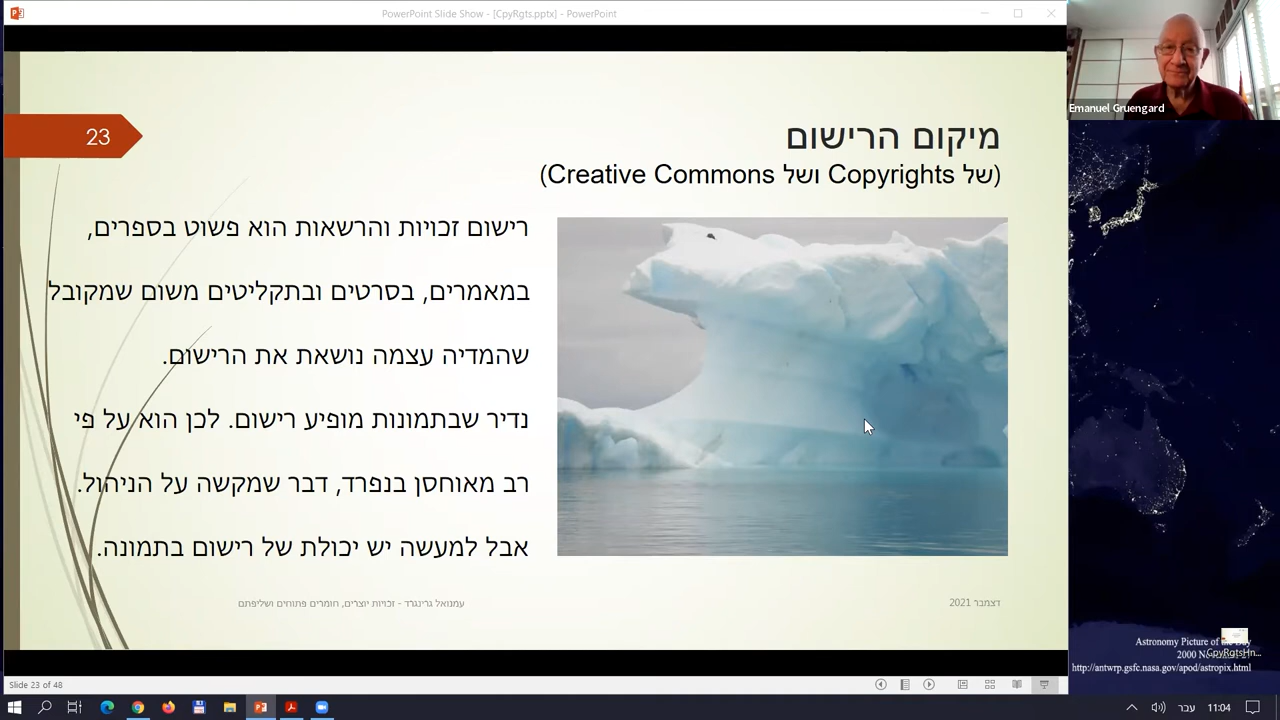 PowerPoint Slide Show - [CpyRgts.pptx] - PowerPoint
Emanuel Gruengard
23
מיקום הרישום
(של Copyrights ושל Creative Commons)
רישום זכויות והרשאות הוא פשוט בספרים,
במאמרים, בסרטים ובתקליטים משום שמקובל
שהמדיה עצמה נושאת את הרישום.
נדיר שבתמונות מופיע רישום. לכן הוא על פי
רב מאוחסן בנפרד, דבר שמקשה על הניהול.
אבל למעשה יש יכולת של רישום בתמונה.
דצמבר 2021
עמנואל גרינגרד - זכויות יוצרים, חומרים פתוחים ושליפתם
Astronomy Picture of the Day
2000
CpyRgtsHn...
http://antwrp.gsfc.nasa.gov/apod/astropix.html
Slide 23 of 48
עבר
11:04